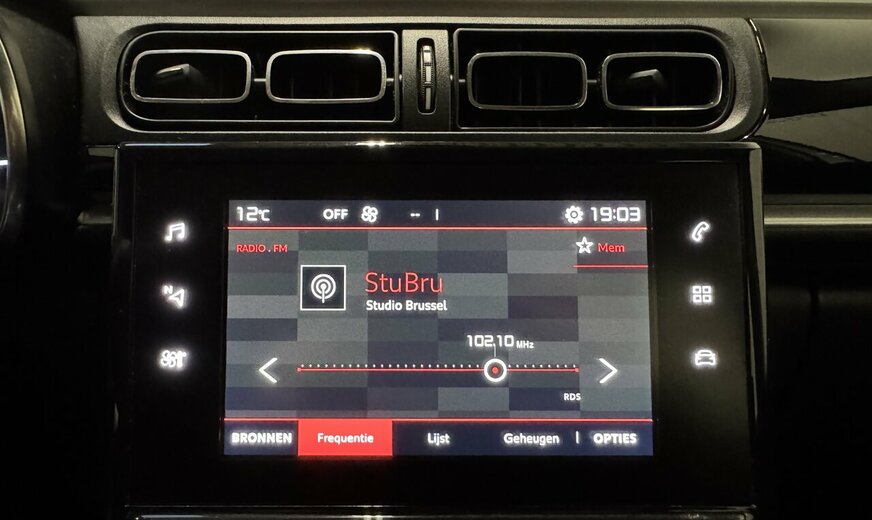 12°C OFF -- 19:03
RADIO . FM
Mem
StuBru
Studio Brussel
102.10 MHz
RDS
BRONNEN Frequentie Lijst Geheugen OPTIES
N